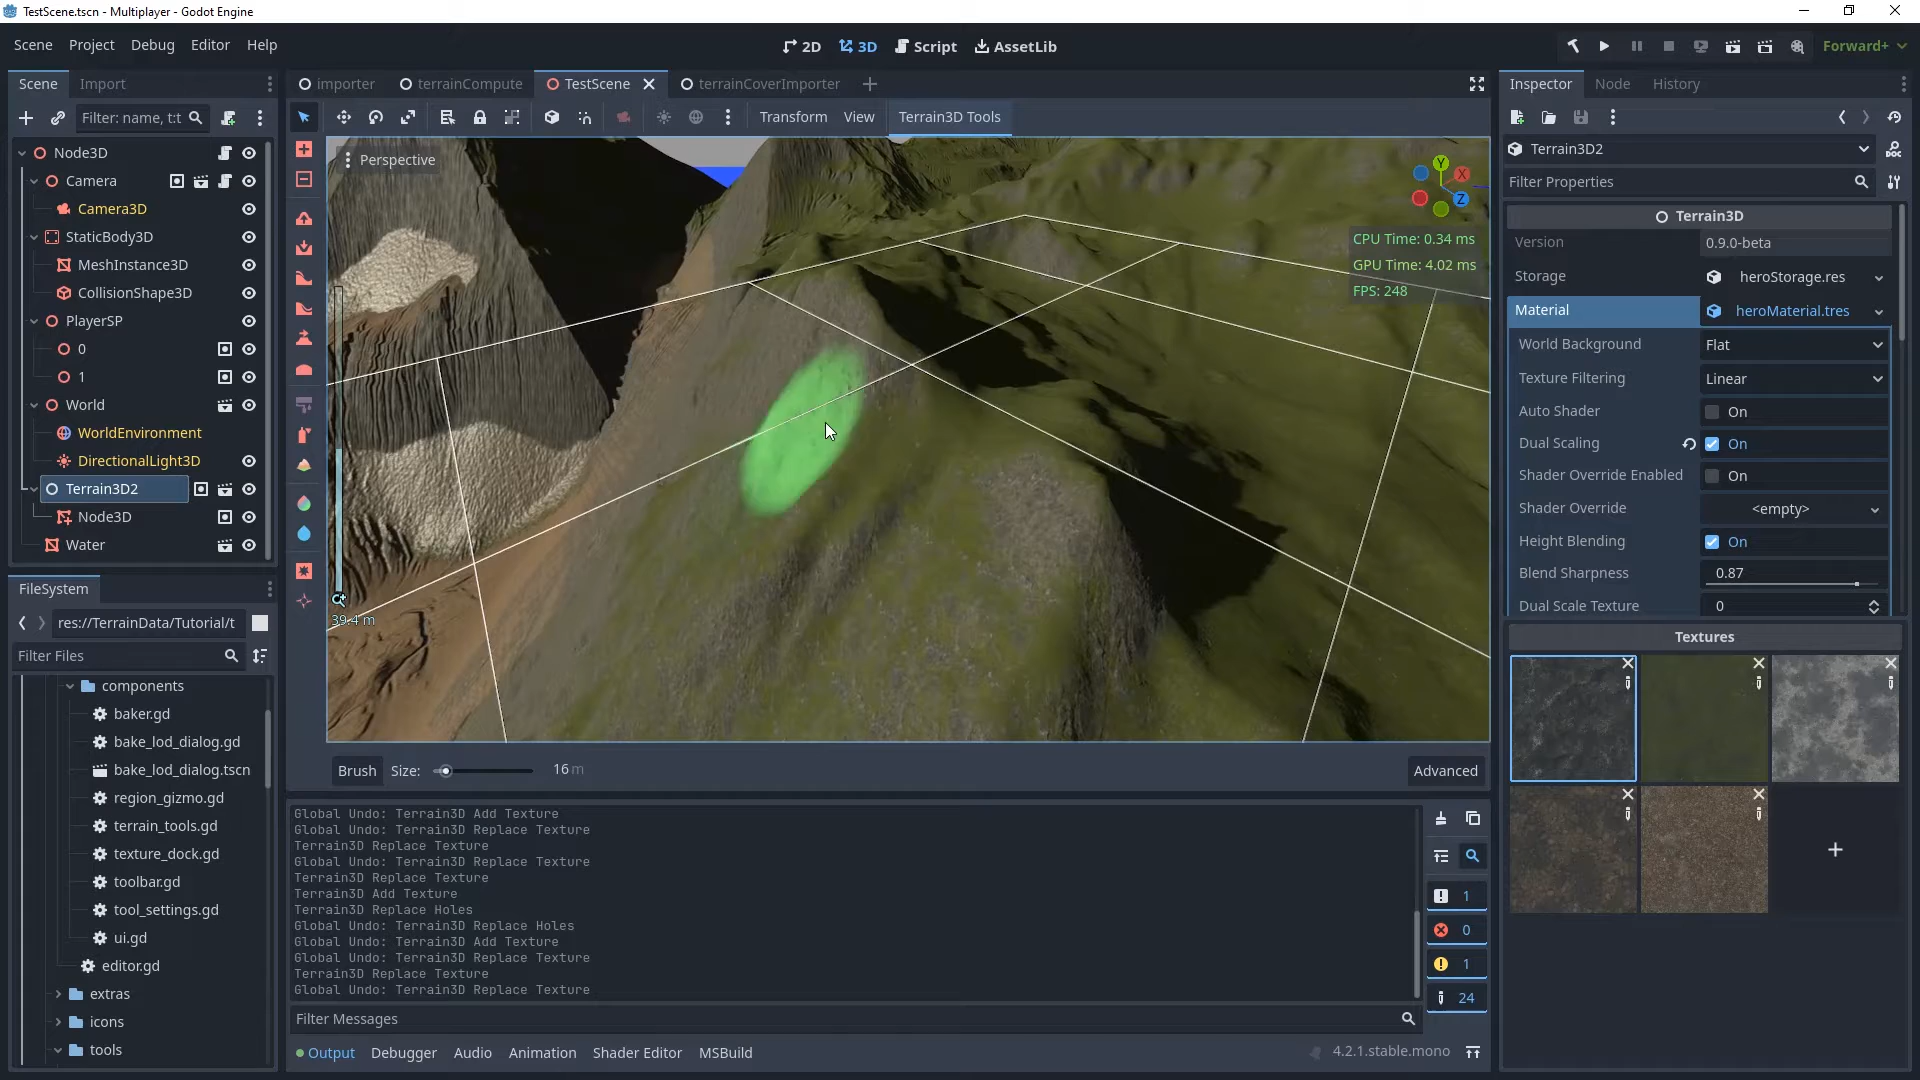 TestScene.tscn - Multiplayer - Godot Engine
Scene Project Debug Editor Help
2D 3D Script AssetLib
Forward+
Scene Import
Filter: name, t:t
Node3D
Camera
Camera3D
StaticBody3D
MeshInstance3D
CollisionShape3D
PlayerSP
0
1
World
WorldEnvironment
DirectionalLight3D
Terrain3D2
Node3D
Water
FileSystem
res://TerrainData/Tutorial/t
Filter Files
components
baker.gd
bake_lod_dialog.gd
bake_lod_dialog.tscn
region_gizmo.gd
terrain_tools.gd
texture_dock.gd
toolbar.gd
tool_settings.gd
ui.gd
editor.gd
extras
icons
tools
importer terrainCompute TestScene terrainCoverImporter
Transform View Terrain3D Tools
Perspective
Y
X
Z
CPU Time: 0.34 ms
GPU Time: 4.02 ms
FPS: 248
39.4 m
Brush Size: 16 m Advanced
Global Undo: Terrain3D Add Texture
Global Undo: Terrain3D Replace Texture
Terrain3D Replace Texture
Global Undo: Terrain3D Replace Texture
Terrain3D Replace Texture
Terrain3D Add Texture
Terrain3D Replace Holes
Global Undo: Terrain3D Replace Holes
Global Undo: Terrain3D Add Texture
Global Undo: Terrain3D Replace Texture
Terrain3D Replace Texture
Global Undo: Terrain3D Replace Texture
1
0
1
24
Filter Messages
Output Debugger Audio Animation Shader Editor MSBuild
4.2.1.stable.mono
Inspector Node History
Terrain3D2
Filter Properties
Terrain3D
Version 0.9.0-beta
Storage heroStorage.res
Material heroMaterial.tres
World Background Flat
Texture Filtering Linear
Auto Shader On
Dual Scaling On
Shader Override Enabled On
Shader Override <empty>
Height Blending On
Blend Sharpness 0.87
Dual Scale Texture 0
Textures